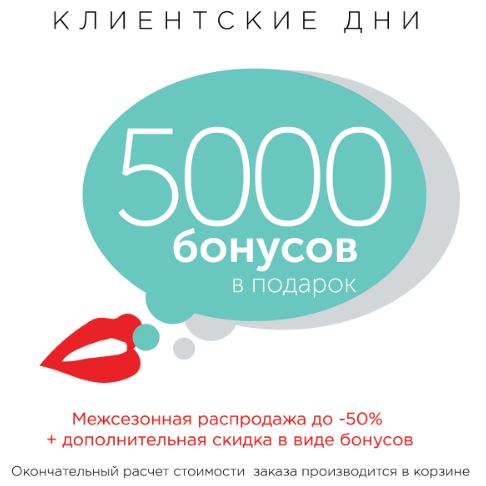 КЛИЕНТСКИЕ ДНИ
5000
бонусов
в подарок
Межсезонная распродажа до -50%
+ дополнительная скидка в виде бонусов
Окончательный расчет стоимости заказа производится в корзине